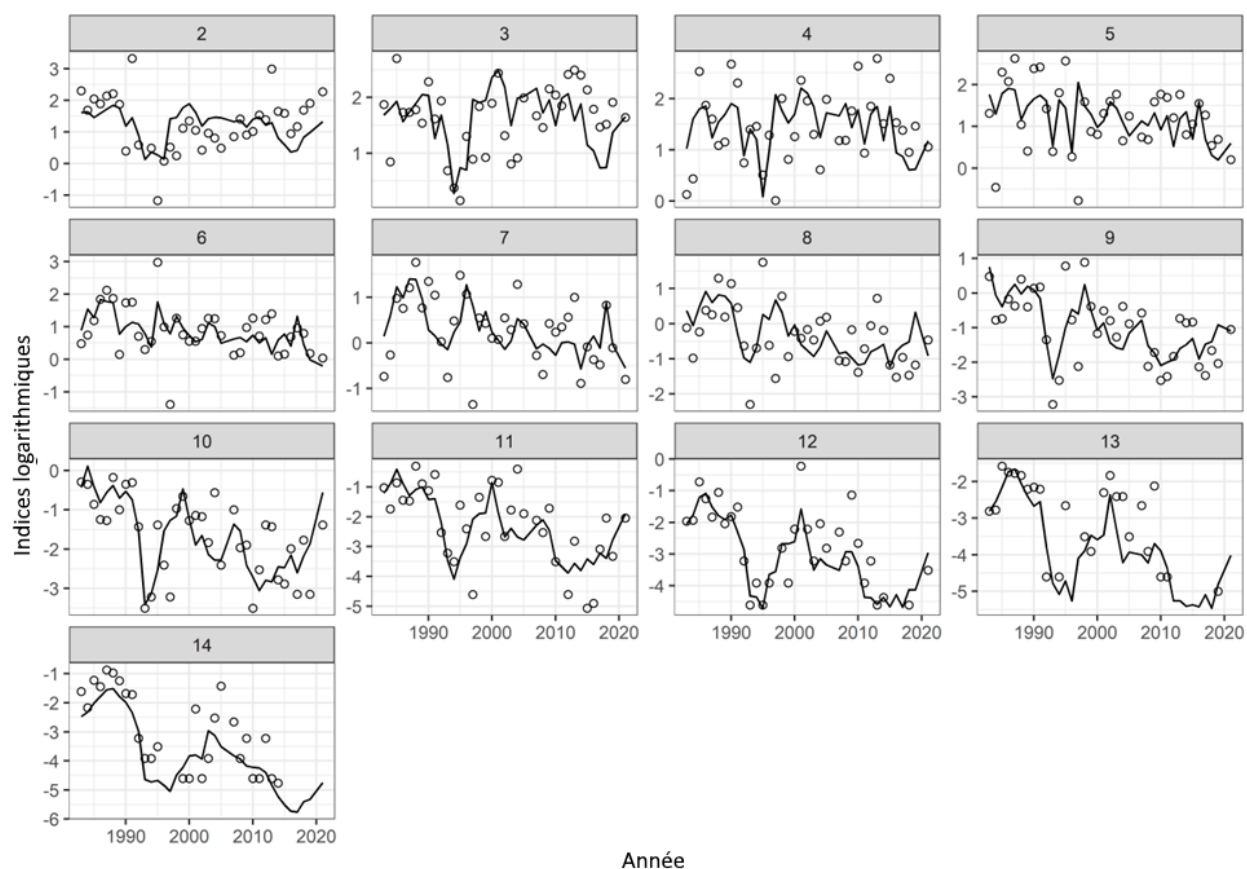 2 3 4 5
3 2 1 0 -1
2 1
2 1 0
2 1 0
6 7 8 9
3 2 1 0 -1
1 0 -1
1 0 -1 -2
1 0 -1 -2 -3
10 11 12 13
0 -1 -2 -3
-1 -2 -3 -4 -5
0 -2 -4
-2 -3 -4 -5
1990 2000 2010 2020 1990 2000 2010 2020 1990 2000 2010 2020
14
-1 -2 -3 -4 -5 -6
1990 2000 2010 2020
Indices logarithmiques
Année